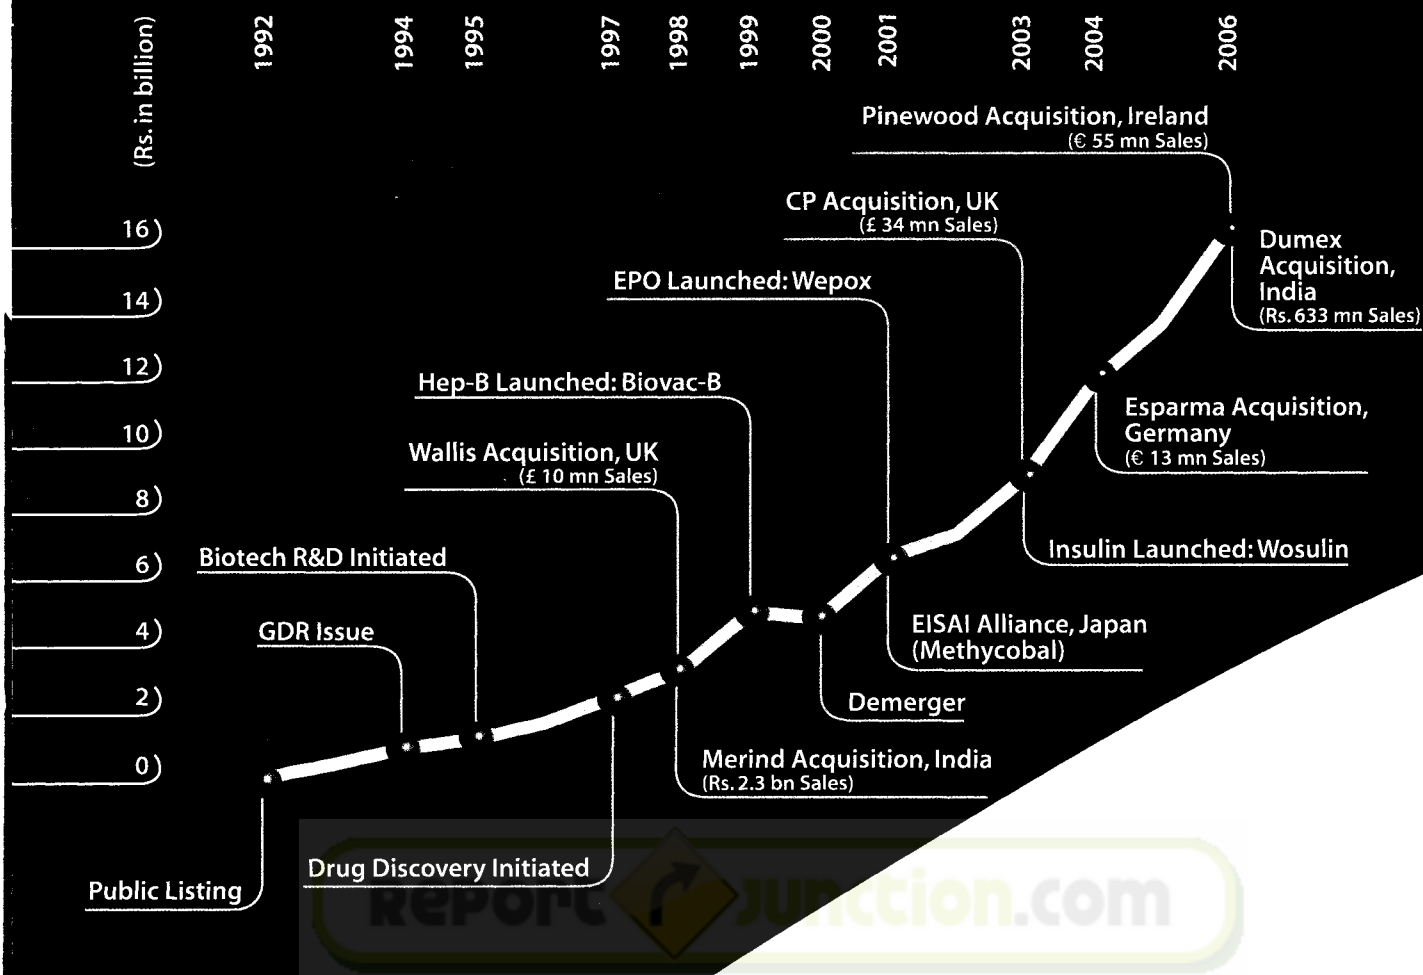 (Rs. in billion)
1992
1994
1995
1997
1998
1999
2000
2001
2003
2004
2006
Pinewood Acquisition, Ireland
(€ 55 mn Sales)
CP Acquisition, UK
(£ 34 mn Sales)
16
Dumex
Acquisition,
India
(Rs. 633 mn Sales)
EPO Launched: Wepox
14
12
Hep-B Launched: Biovac-B
Esparma Acquisition,
Germany
(€ 13 mn Sales)
10
Wallis Acquisition, UK
(£ 10 mn Sales)
8
Insulin Launched: Wosulin
6
Biotech R&D Initiated
EISAI Alliance, Japan
(Methycobal)
4
GDR Issue
2
Demerger
0
Merind Acquisition, India
(Rs. 2.3 bn Sales)
Drug Discovery Initiated
Public Listing
Report Junction.com